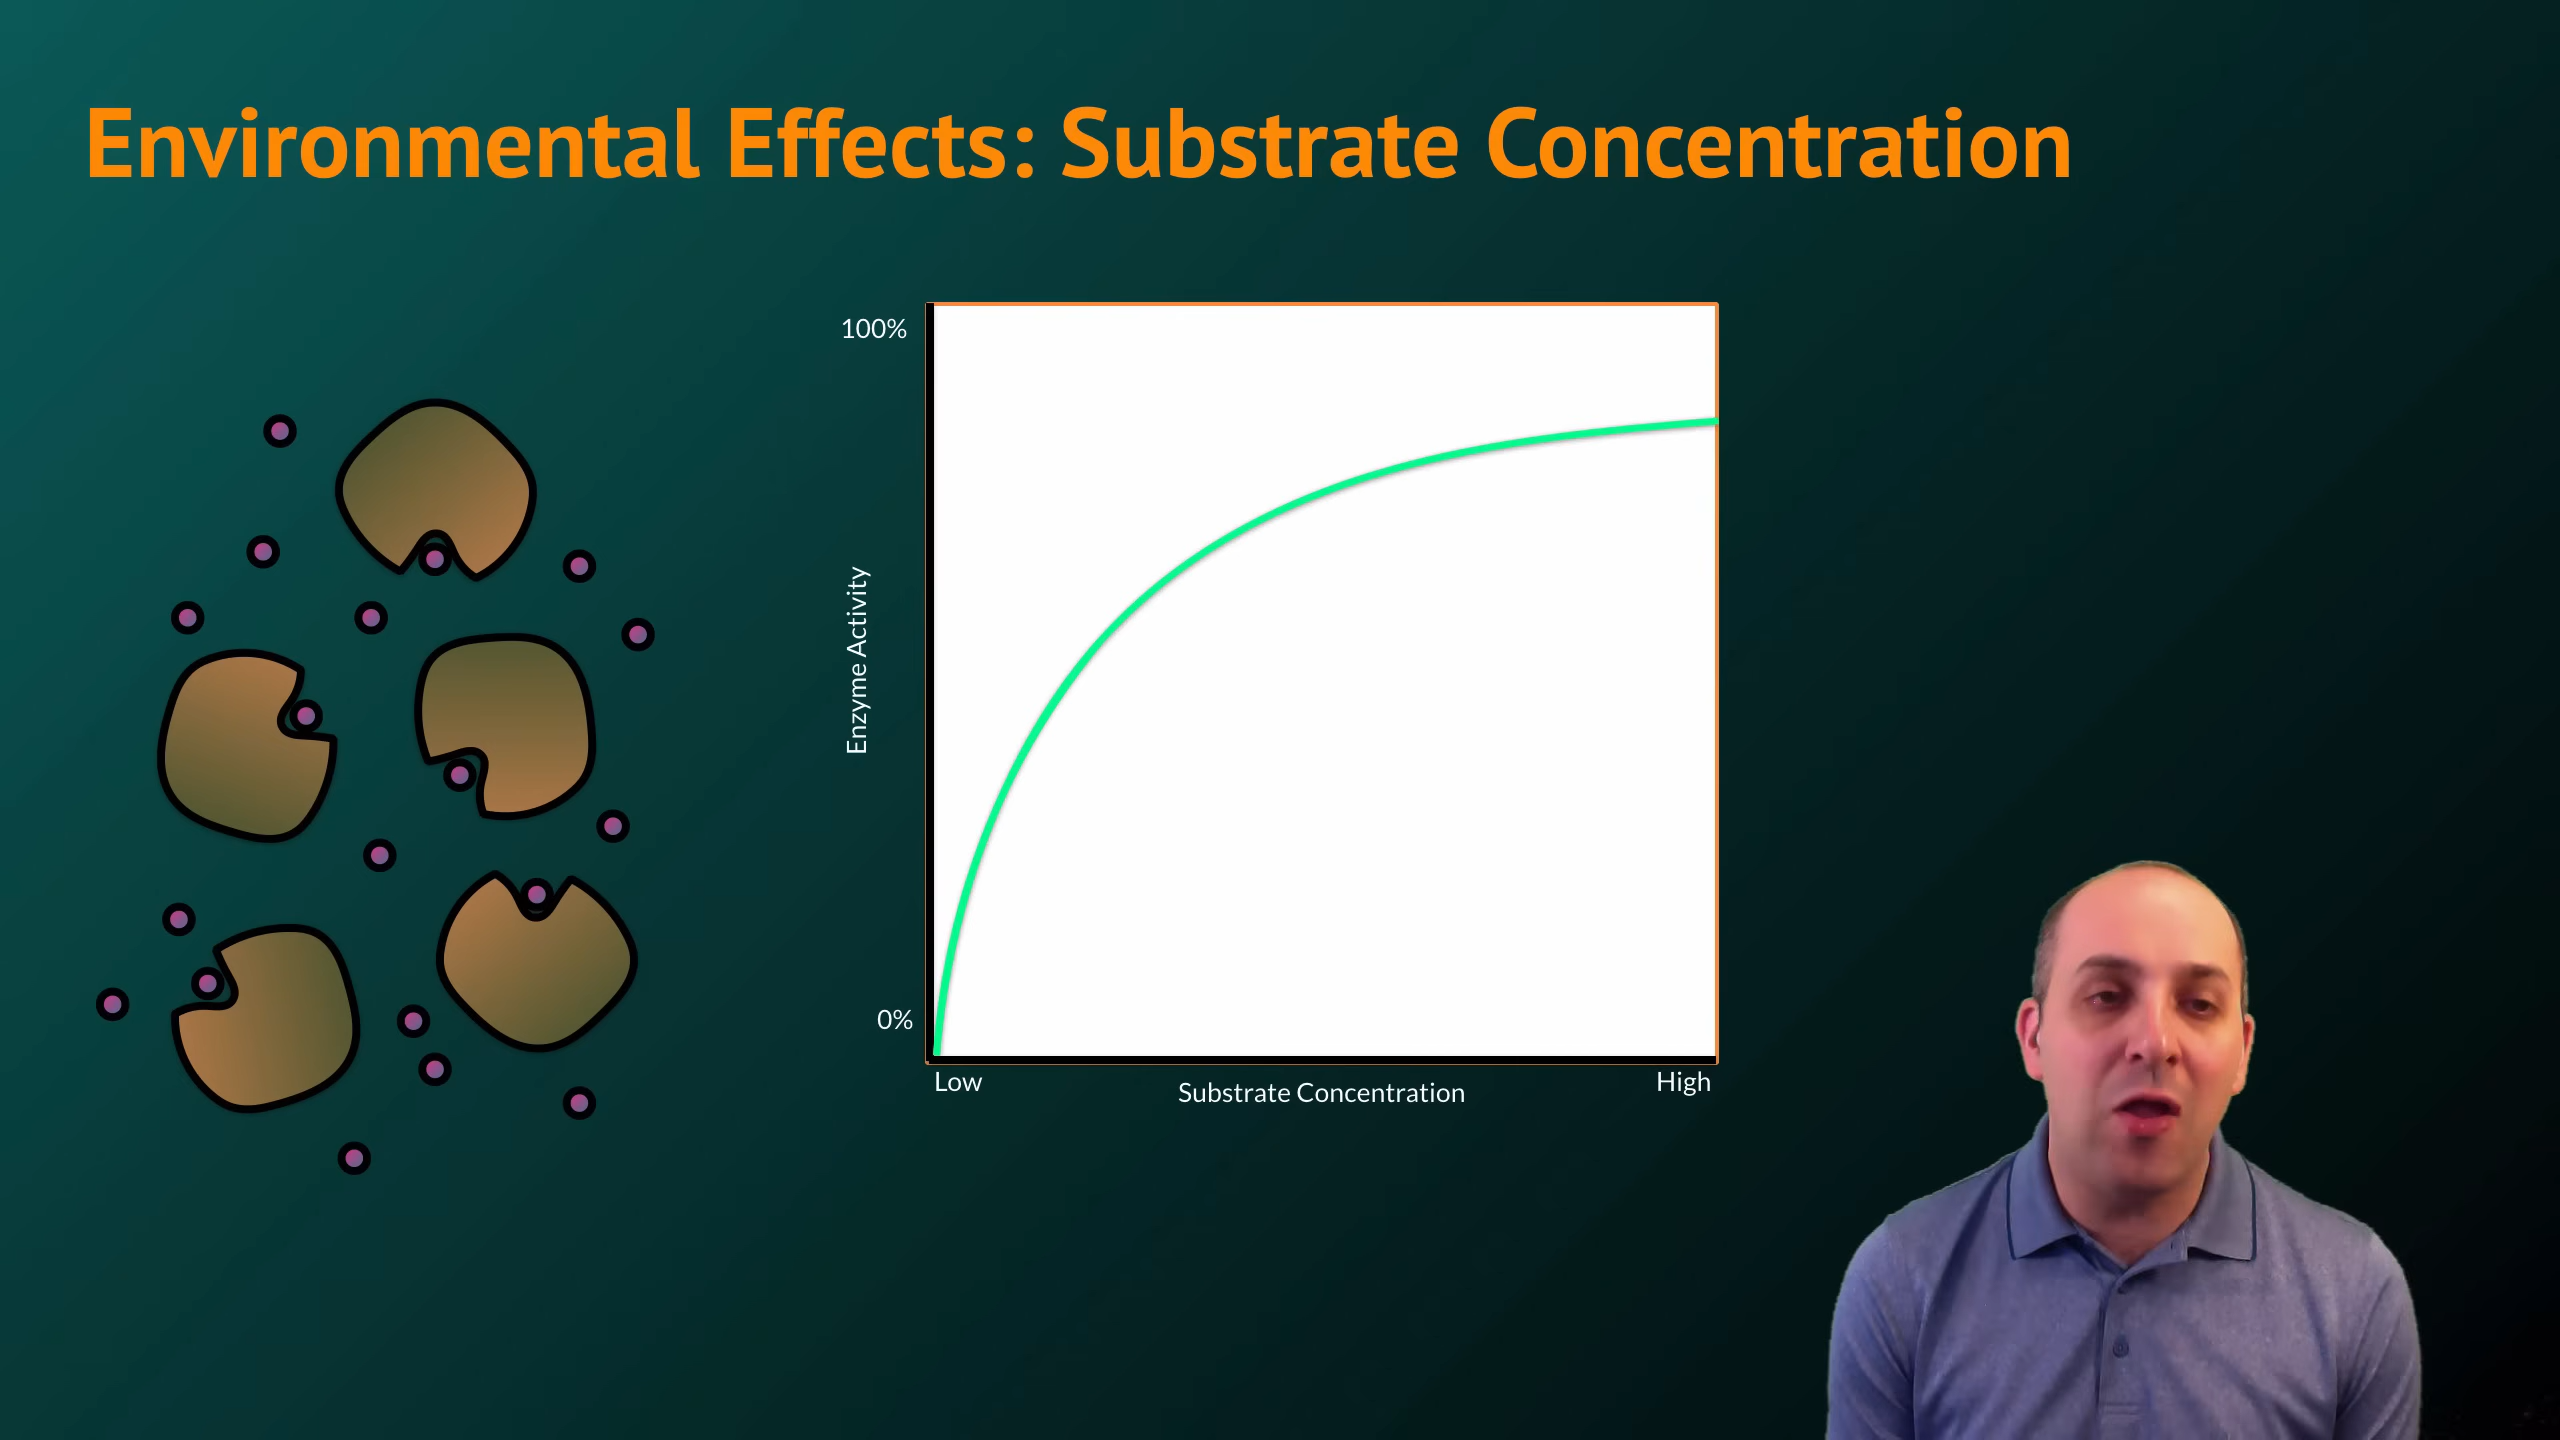 Environmental Effects: Substrate Concentration
100%
Enzyme Activity
0%
Low
Substrate Concentration
High